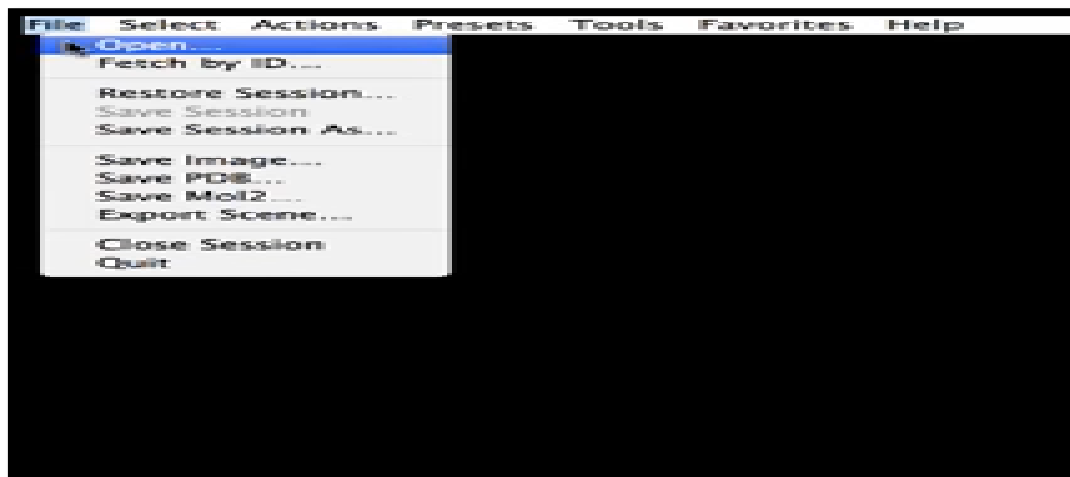 File Select Actions Presets Tools Favorites Help
Open...
Fetch by ID...
Restore Session...
Save Session
Save Session As...
Save Image...
Save PDB...
Save Mol2...
Export Scene...
Close Session
Quit